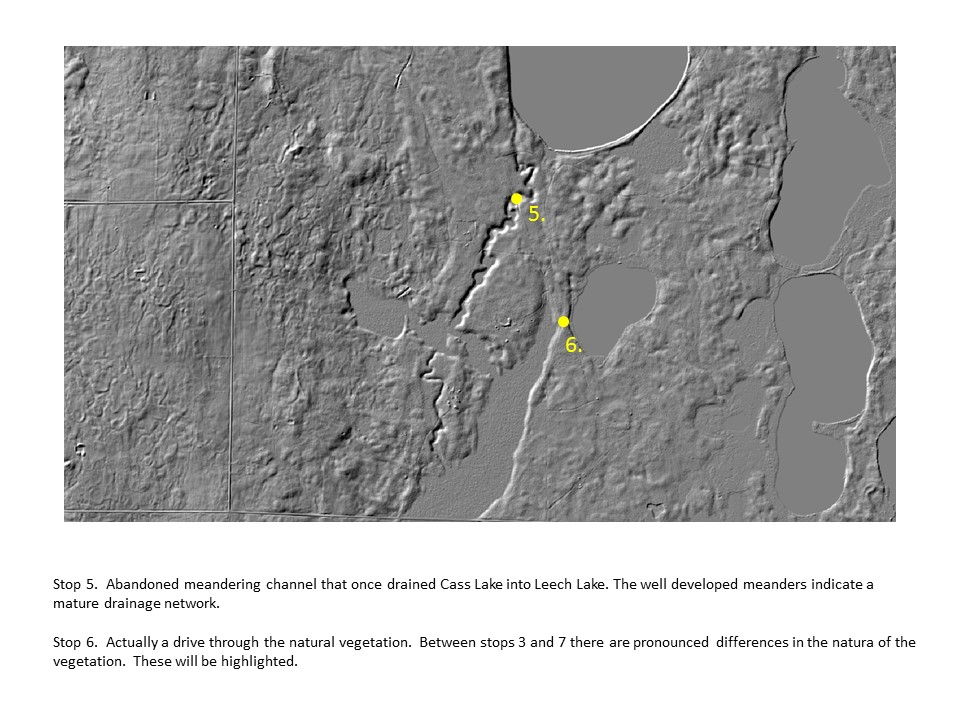 5.
6.
Stop 5. Abandoned meandering channel that once drained Cass Lake into Leech Lake. The well developed meanders indicate a
mature drainage network.
Stop 6. Actually a drive through the natural vegetation. Between stops 3 and 7 there are pronounced differences in the natura of the
vegetation. These will be highlighted.